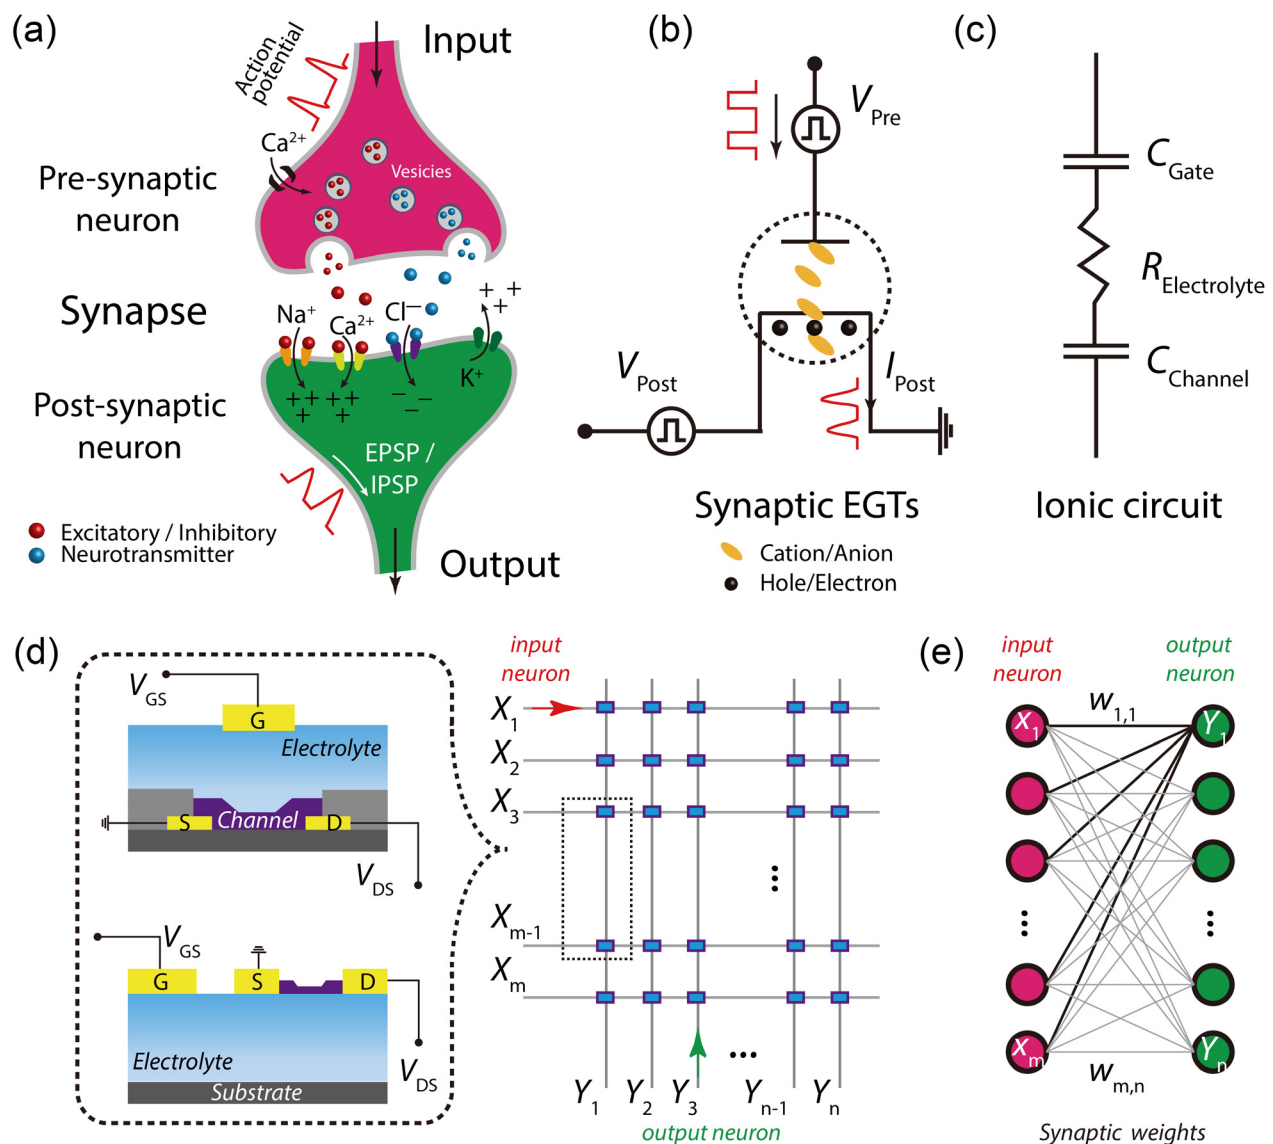 (a)
Input
Action
potential
Ca2+
Vesicies
Pre-synaptic
neuron
Synapse
Na+
Ca2+
Cl—
+ + +
+
K+
+ + + + +
+ +
— — —
—
Post-synaptic
neuron
EPSP /
IPSP
Excitatory / Inhibitory
Neurotransmitter
Output
(b)
VPre
VPost
IPost
Synaptic EGTs
Cation/Anion
Hole/Electron
(c)
CGate
RElectrolyte
CChannel
Ionic circuit
(d)
VGS
G
Electrolyte
S
Channel
D
VDS
VGS
G
S
D
Electrolyte
VDS
Substrate
input
neuron
X1
X2
X3
Xm-1
Xm
Y1 Y2 Y3 Yn-1 Yn
output neuron
(e)
input
neuron
output
neuron
x1
w1,1
Y1
xm
wm,n
Yn
Synaptic weights